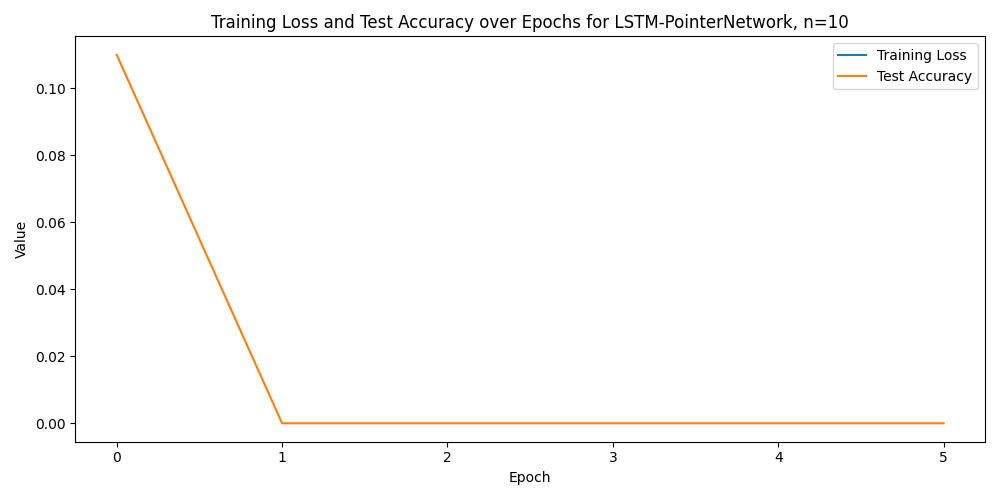 Training Loss and Test Accuracy over Epochs for LSTM-PointerNetwork, n=10
Training Loss
Test Accuracy
0.10
0.08
0.06
0.04
0.02
0.00
Value
0 1 2 3 4 5
Epoch